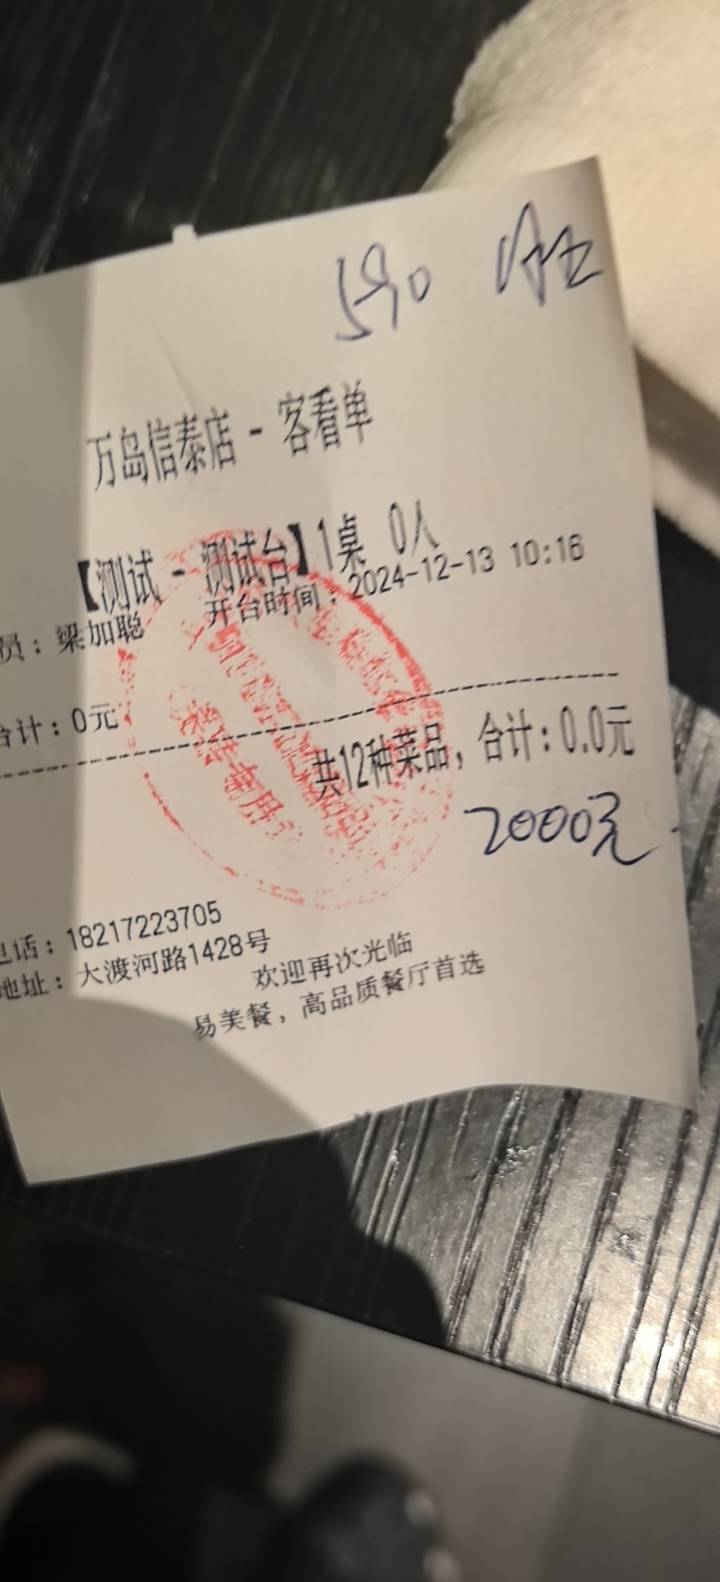 590
万岛信泰店 - 客看单
【测试 - 测试台】1桌 0人
员：梁加聪 开台时间：2024-12-13 10:16
合计：0元
共12种菜品，合计：0.0元
2000元
电话：18217223705
地址：大渡河路1428号
欢迎再次光临
易美餐，高品质餐厅首选